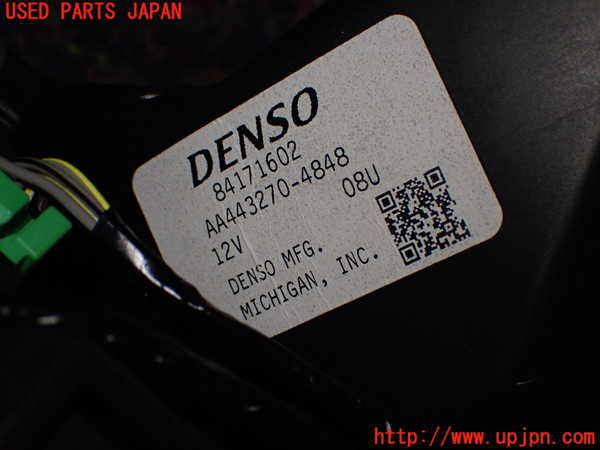 USED PARTS JAPAN
DENSO
84171602
AA443270-4848
12V 08U
DENSO MFG.
MICHIGAN, INC.
http://www.upjpn.com/